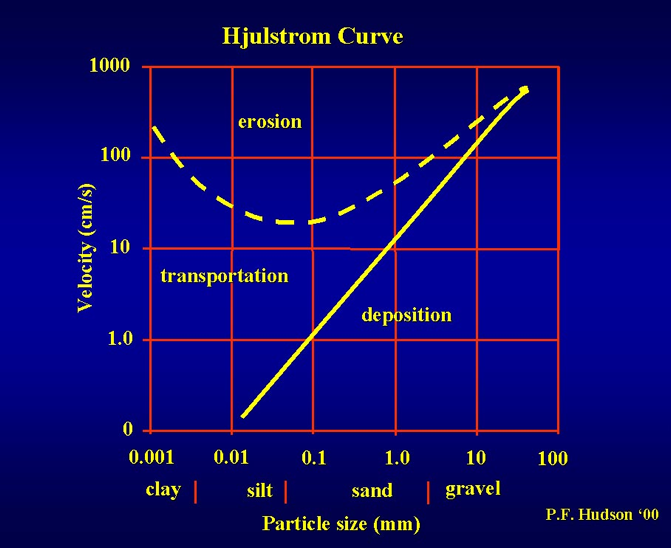 Hjulstrom Curve
1000
erosion
100
Velocity (cm/s)
10
transportation
deposition
1.0
0
0.001 0.01 0.1 1.0 10 100
clay | silt | sand | gravel
Particle size (mm)
P.F. Hudson ‘00